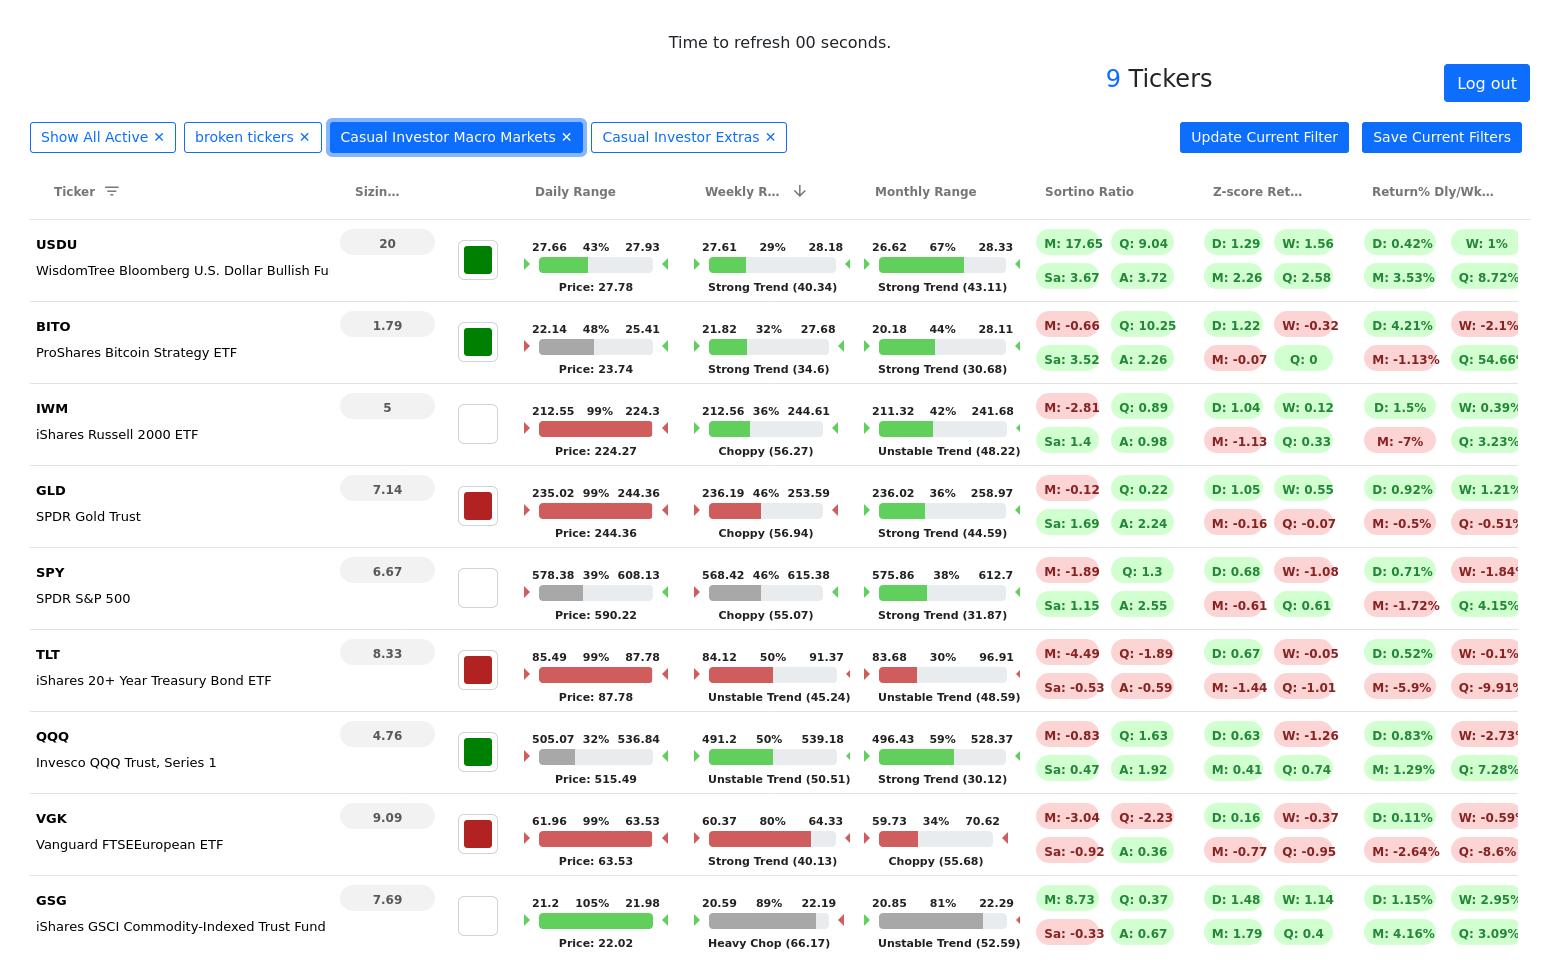 Time to refresh 00 seconds.
9 Tickers
Log out
Show All Active ✕ broken tickers ✕ Casual Investor Macro Markets ✕ Casual Investor Extras ✕ Update Current Filter Save Current Filters
Ticker Sizin... Daily Range Weekly R... Monthly Range Sortino Ratio Z-score Ret... Return% Dly/Wk...
USDU 20 27.66 43% 27.93 27.61 29% 28.18 26.62 67% 28.33 M: 17.65 Q: 9.04 D: 1.29 W: 1.56 D: 0.42% W: 1%
WisdomTree Bloomberg U.S. Dollar Bullish Fu Price: 27.78 Strong Trend (40.34) Strong Trend (43.11) Sa: 3.67 A: 3.72 M: 2.26 Q: 2.58 M: 3.53% Q: 8.72%
BITO 1.79 22.14 48% 25.41 21.82 32% 27.68 20.18 44% 28.11 M: -0.66 Q: 10.25 D: 1.22 W: -0.32 D: 4.21% W: -2.1%
ProShares Bitcoin Strategy ETF Price: 23.74 Strong Trend (34.6) Strong Trend (30.68) Sa: 3.52 A: 2.26 M: -0.07 Q: 0 M: -1.13% Q: 54.66%
IWM 5 212.55 99% 224.3 212.56 36% 244.61 211.32 42% 241.68 M: -2.81 Q: 0.89 D: 1.04 W: 0.12 D: 1.5% W: 0.39%
iShares Russell 2000 ETF Price: 224.27 Choppy (56.27) Unstable Trend (48.22) Sa: 1.4 A: 0.98 M: -1.13 Q: 0.33 M: -7% Q: 3.23%
GLD 7.14 235.02 99% 244.36 236.19 46% 253.59 236.02 36% 258.97 M: -0.12 Q: 0.22 D: 1.05 W: 0.55 D: 0.92% W: 1.21%
SPDR Gold Trust Price: 244.36 Choppy (56.94) Strong Trend (44.59) Sa: 1.69 A: 2.24 M: -0.16 Q: -0.07 M: -0.5% Q: -0.51%
SPY 6.67 578.38 39% 608.13 568.42 46% 615.38 575.86 38% 612.7 M: -1.89 Q: 1.3 D: 0.68 W: -1.08 D: 0.71% W: -1.84%
SPDR S&P 500 Price: 590.22 Choppy (55.07) Strong Trend (31.87) Sa: 1.15 A: 2.55 M: -0.61 Q: 0.61 M: -1.72% Q: 4.15%
TLT 8.33 85.49 99% 87.78 84.12 50% 91.37 83.68 30% 96.91 M: -4.49 Q: -1.89 D: 0.67 W: -0.05 D: 0.52% W: -0.1%
iShares 20+ Year Treasury Bond ETF Price: 87.78 Unstable Trend (45.24) Unstable Trend (48.59) Sa: -0.53 A: -0.59 M: -1.44 Q: -1.01 M: -5.9% Q: -9.91%
QQQ 4.76 505.07 32% 536.84 491.2 50% 539.18 496.43 59% 528.37 M: -0.83 Q: 1.63 D: 0.63 W: -1.26 D: 0.83% W: -2.73%
Invesco QQQ Trust, Series 1 Price: 515.49 Unstable Trend (50.51) Strong Trend (30.12) Sa: 0.47 A: 1.92 M: 0.41 Q: 0.74 M: 1.29% Q: 7.28%
VGK 9.09 61.96 99% 63.53 60.37 80% 64.33 59.73 34% 70.62 M: -3.04 Q: -2.23 D: 0.16 W: -0.37 D: 0.11% W: -0.59%
Vanguard FTSEEuropean ETF Price: 63.53 Strong Trend (40.13) Choppy (55.68) Sa: -0.92 A: 0.36 M: -0.77 Q: -0.95 M: -2.64% Q: -8.6%
GSG 7.69 21.2 105% 21.98 20.59 89% 22.19 20.85 81% 22.29 M: 8.73 Q: 0.37 D: 1.48 W: 1.14 D: 1.15% W: 2.95%
iShares GSCI Commodity-Indexed Trust Fund Price: 22.02 Heavy Chop (66.17) Unstable Trend (52.59) Sa: -0.33 A: 0.67 M: 1.79 Q: 0.4 M: 4.16% Q: 3.09%